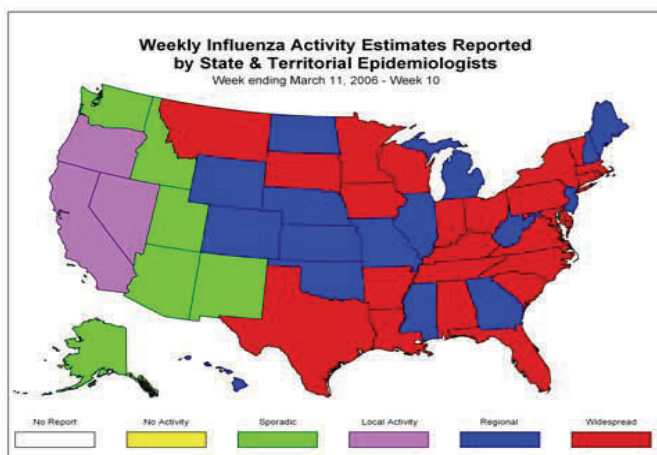 Weekly Influenza Activity Estimates Reported
by State & Territorial Epidemiologists
Week ending March 11, 2006 - Week 10
No Report
No Activity
Sporadic
Local Activity
Regional
Widespread